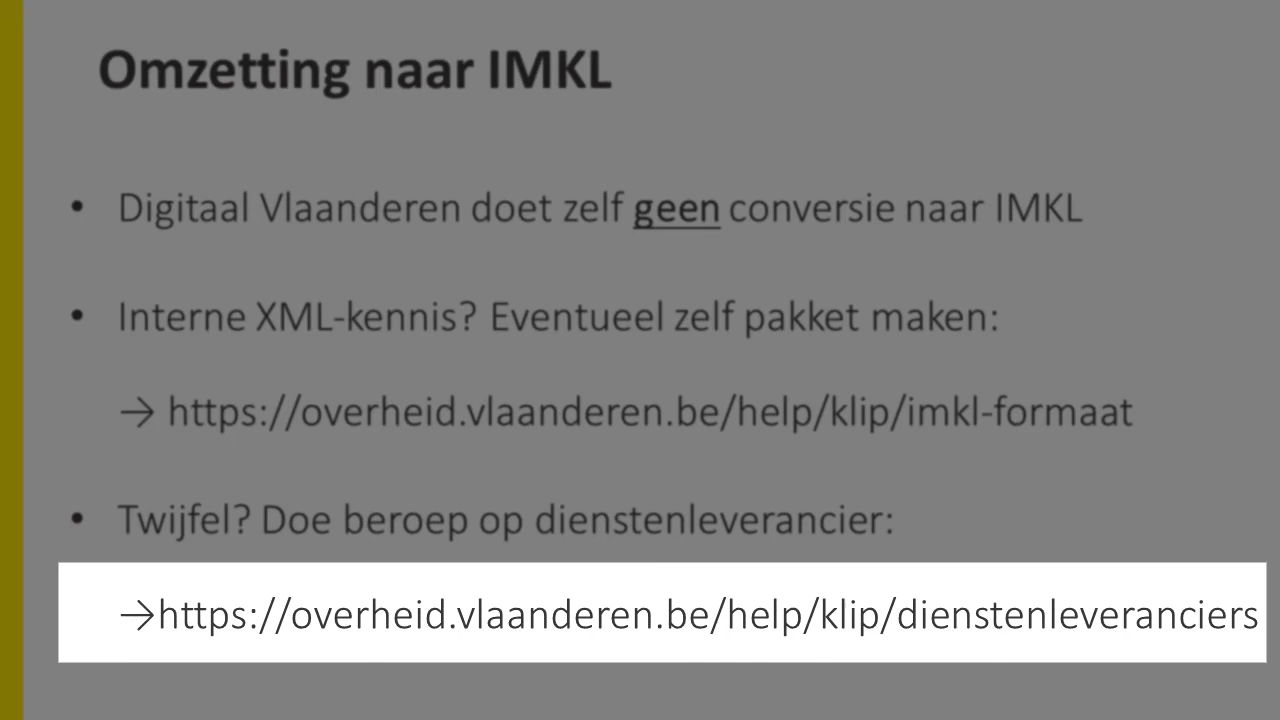 Omzetting naar IMKL
• Digitaal Vlaanderen doet zelf geen conversie naar IMKL
• Interne XML-kennis? Eventueel zelf pakket maken:
→ https://overheid.vlaanderen.be/help/klip/imkl-formaat
• Twijfel? Doe beroep op dienstenleverancier:
→https://overheid.vlaanderen.be/help/klip/dienstenleveranciers